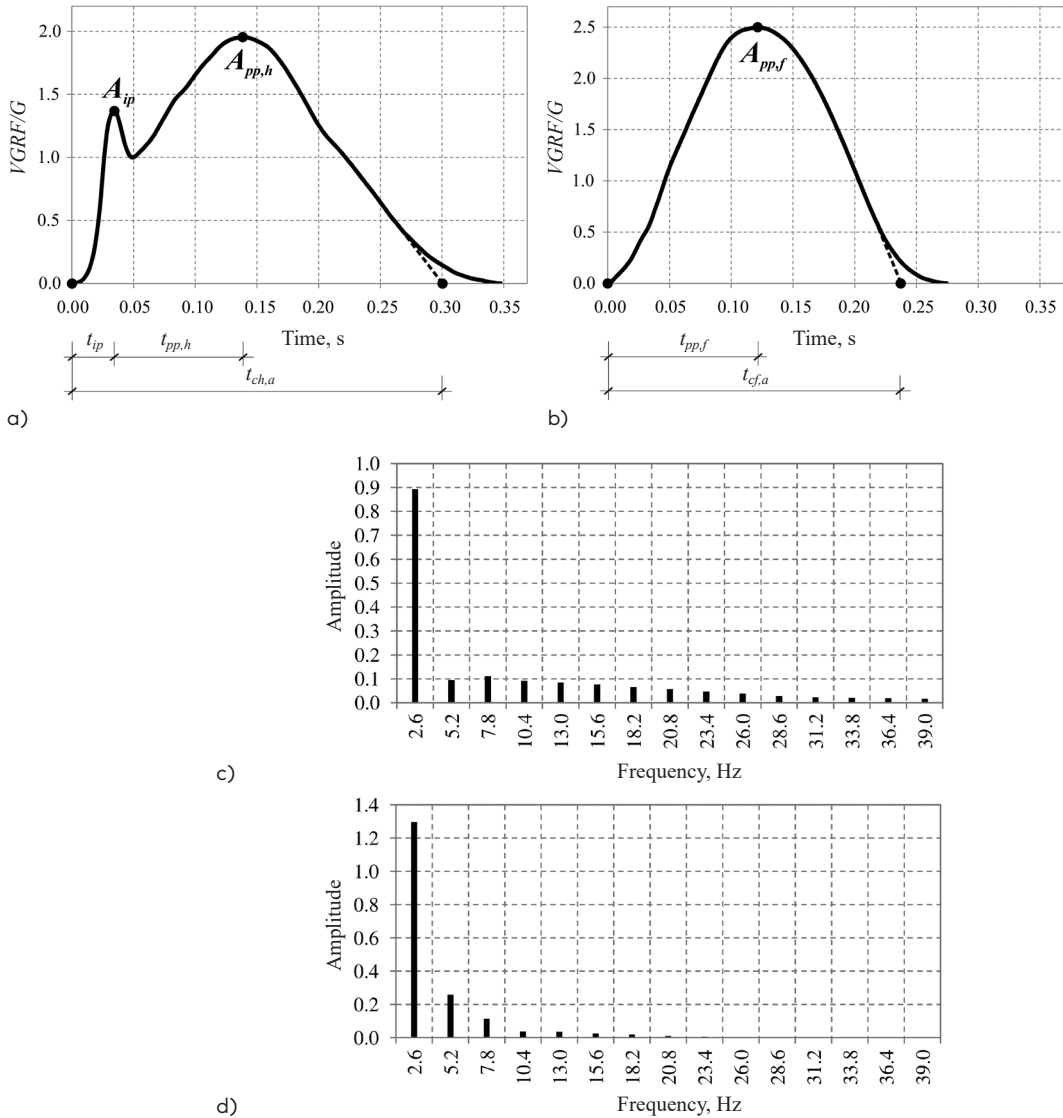 2.0
1.5
1.0
0.5
0.0
VGRF/G
A_ip
A_pp,h
0.00 0.05 0.10 0.15 0.20 0.25 0.30 0.35
Time, s
t_ip t_pp,h
t_ch,a
a)
2.5
2.0
1.5
1.0
0.5
0.0
VGRF/G
A_pp,f
0.00 0.05 0.10 0.15 0.20 0.25 0.30 0.35
Time, s
t_pp,f
t_cf,a
b)
1.0
0.9
0.8
0.7
0.6
0.5
0.4
0.3
0.2
0.1
0.0
Amplitude
2.6 5.2 7.8 10.4 13.0 15.6 18.2 20.8 23.4 26.0 28.6 31.2 33.8 36.4 39.0
Frequency, Hz
c)
1.4
1.2
1.0
0.8
0.6
0.4
0.2
0.0
Amplitude
2.6 5.2 7.8 10.4 13.0 15.6 18.2 20.8 23.4 26.0 28.6 31.2 33.8 36.4 39.0
Frequency, Hz
d)